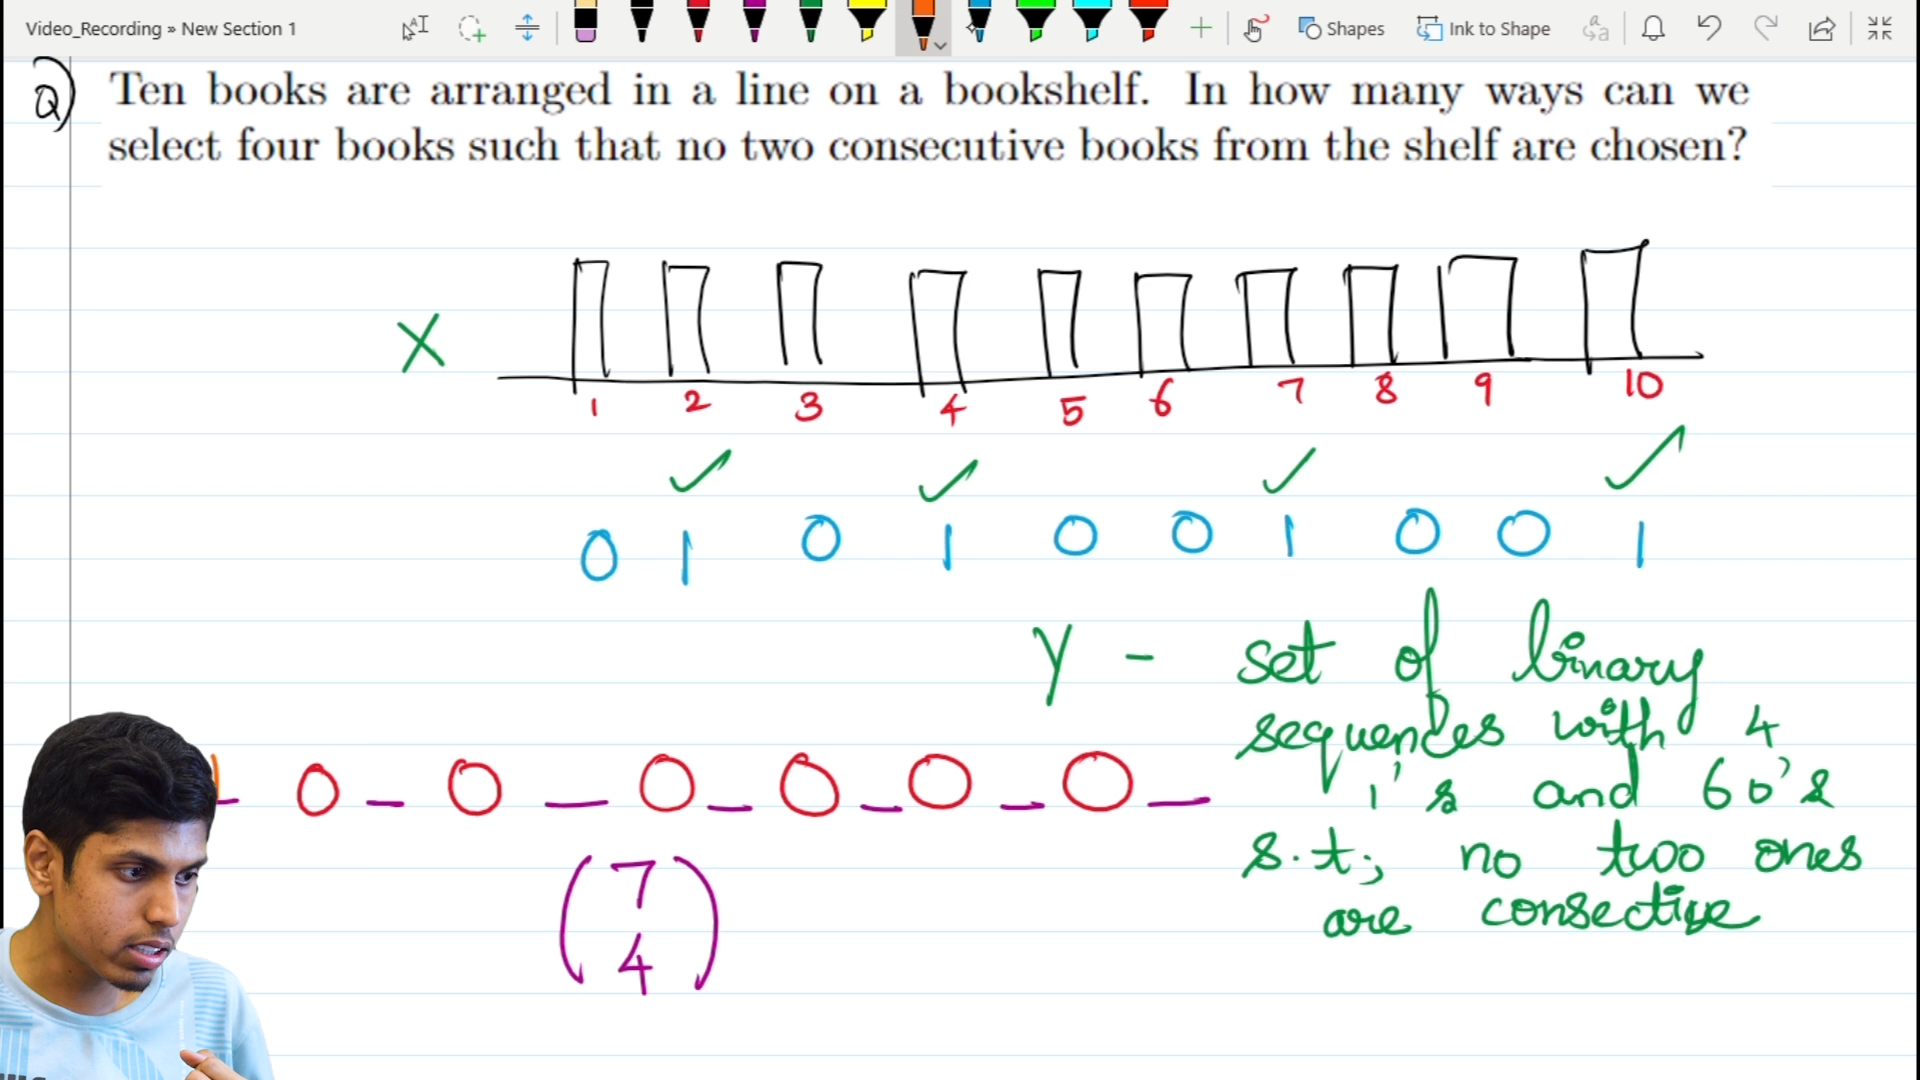 Video_Recording » New Section 1
Shapes
Ink to Shape
Q) Ten books are arranged in a line on a bookshelf. In how many ways can we
select four books such that no two consecutive books from the shelf are chosen?
X
1 2 3 4 5 6 7 8 9 10
✓ ✓ ✓ ✓
0 1 0 1 0 0 1 0 0 1
Y - set of binary
sequences with 4
1's and 6 0's
s.t; no two ones
are consective
_ 0 _ 0 _ 0 _ 0 _ 0 _ 0 _
(7
4)